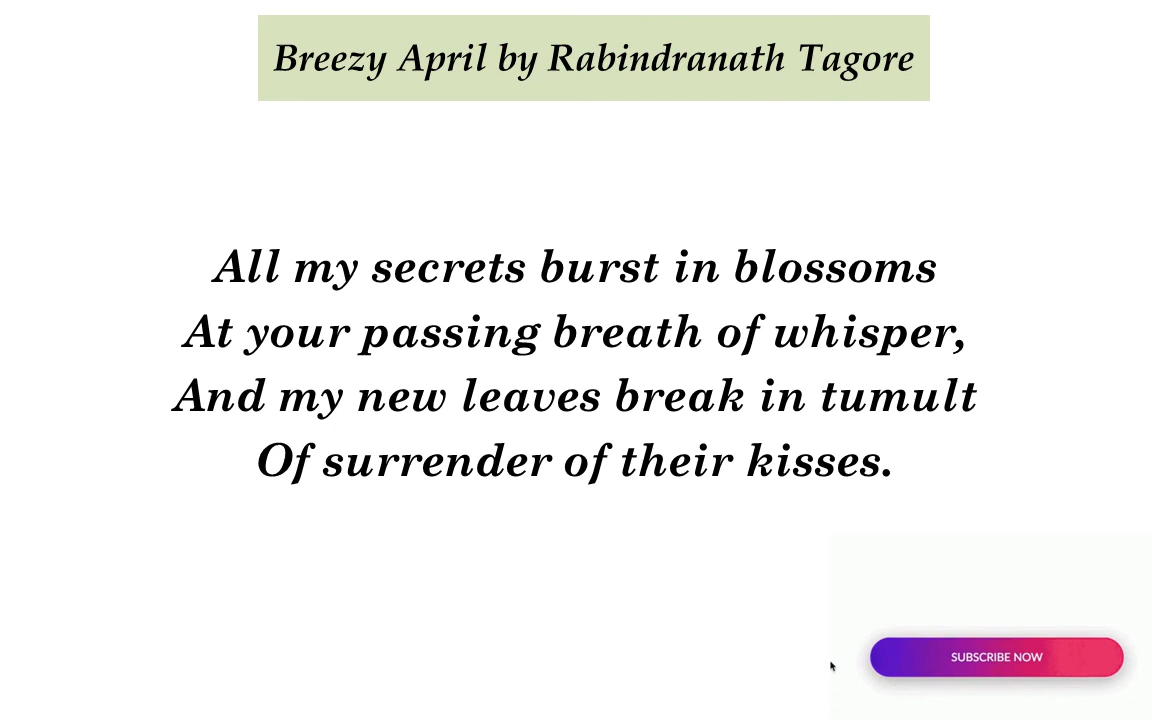 Breezy April by Rabindranath Tagore
All my secrets burst in blossoms
At your passing breath of whisper,
And my new leaves break in tumult
Of surrender of their kisses.
SUBSCRIBE NOW